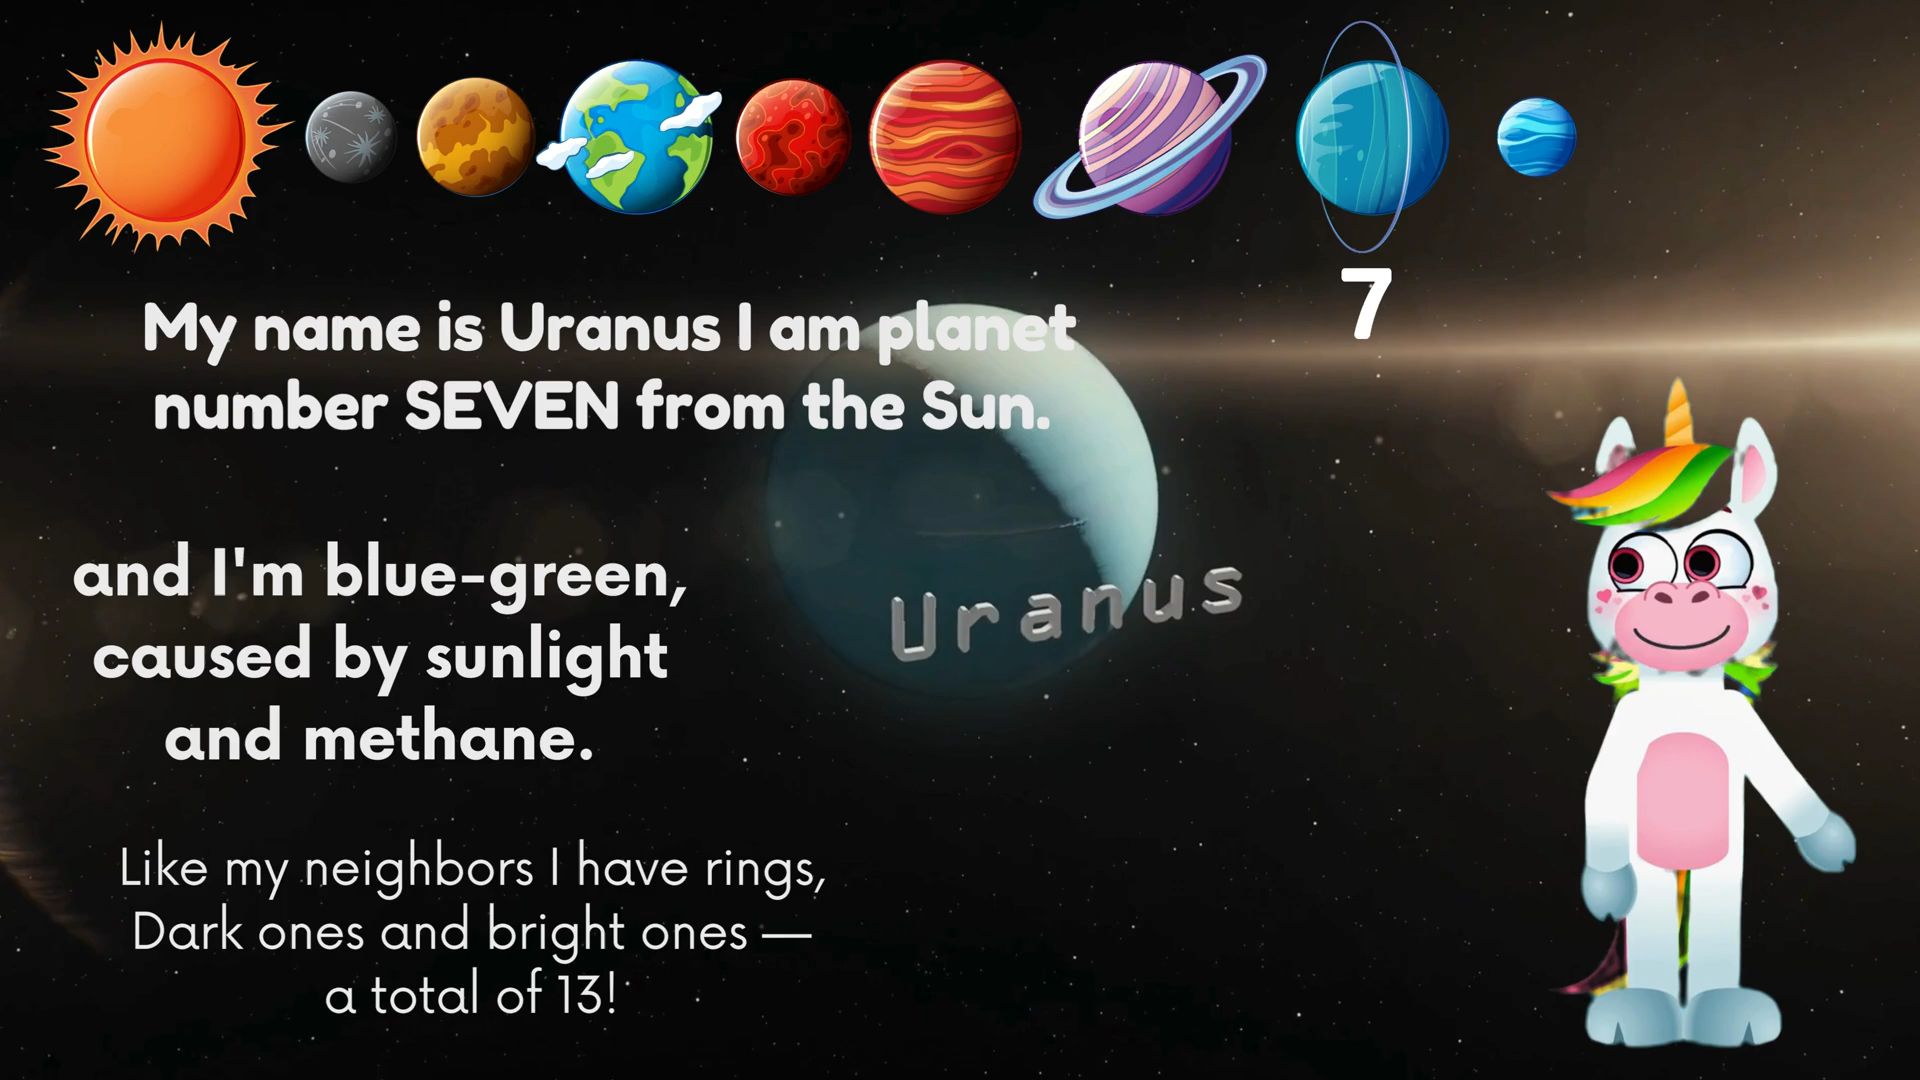 7
My name is Uranus I am planet
number SEVEN from the Sun.
and I'm blue-green,
caused by sunlight
and methane.
Uranus
Like my neighbors I have rings,
Dark ones and bright ones —
a total of 13!